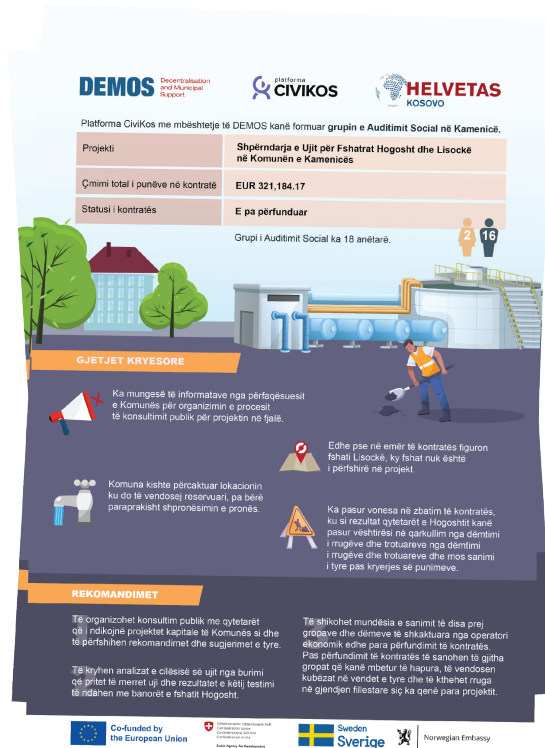 DEMOS
Decentralisation
and Municipal
Support
platforma
CIVIKOS
HELVETAS
KOSOVO
Platforma CiviKos me mbështetje të DEMOS kanë formuar grupin e Auditimit Social në Kamenicë.
Projekti
Shpërndarja e Ujit për Fshatrat Hogosht dhe Lisockë
në Komunën e Kamenicës
Çmimi total i punëve në kontratë
EUR 321,184.17
Statusi i kontratës
E pa përfunduar
Grupi i Auditimit Social ka 18 anëtarë.
2
16
GJETJET KRYESORE
Ka mungesë të informatave nga përfaqësuesit
e Komunës për organizimin e procesit
të konsultimit publik për projektin në fjalë.
Edhe pse në emër të kontratës figuron
fshati Lisockë, ky fshat nuk është
i përfshirë në projekt.
Komuna kishte përcaktuar lokacionin
ku do të vendosej reservuari, pa bërë
paraprakisht shpronësimin e pronës.
Ka pasur vonesa në zbatim të kontratës,
ku si rezultat qytetarët e Hogoshtit kanë
pasur vështirësi në qarkullim nga dëmtimi
i rrugëve dhe trotuareve nga dëmtimi
i rrugëve dhe trotuareve dhe mos sanimi
i tyre pas kryerjes së punimeve.
REKOMANDIMET
Të organizohet konsultim publik me qytetarët
që i ndikojnë projektet kapitale të Komunës si dhe
të përfshihen rekomandimet dhe sugjerimet e tyre.
Të kryhen analizat e cilësisë së ujit nga burimi
që pritet të merret uji dhe rezultatet e këtij testimi
të ndahen me banorët e fshatit Hogosht.
Të shikohet mundësia e sanimit të disa prej
gropave dhe dëmeve të shkaktuara nga operatori
ekonomik edhe para përfundimit të kontratës.
Pas përfundimit të kontratës të sanohen të gjitha
gropat që kanë mbetur të hapura, të vendosen
kubëzat në vendet e tyre dhe të kthehet rruga
në gjendjen fillestare siç ka qenë para projektit.
Co-funded by
the European Union
Schweizerische Eidgenossenschaft
Confédération suisse
Confederazione Svizzera
Confederaziun svizra
Swiss Agency for Development
Sweden
Sverige
Norwegian Embassy